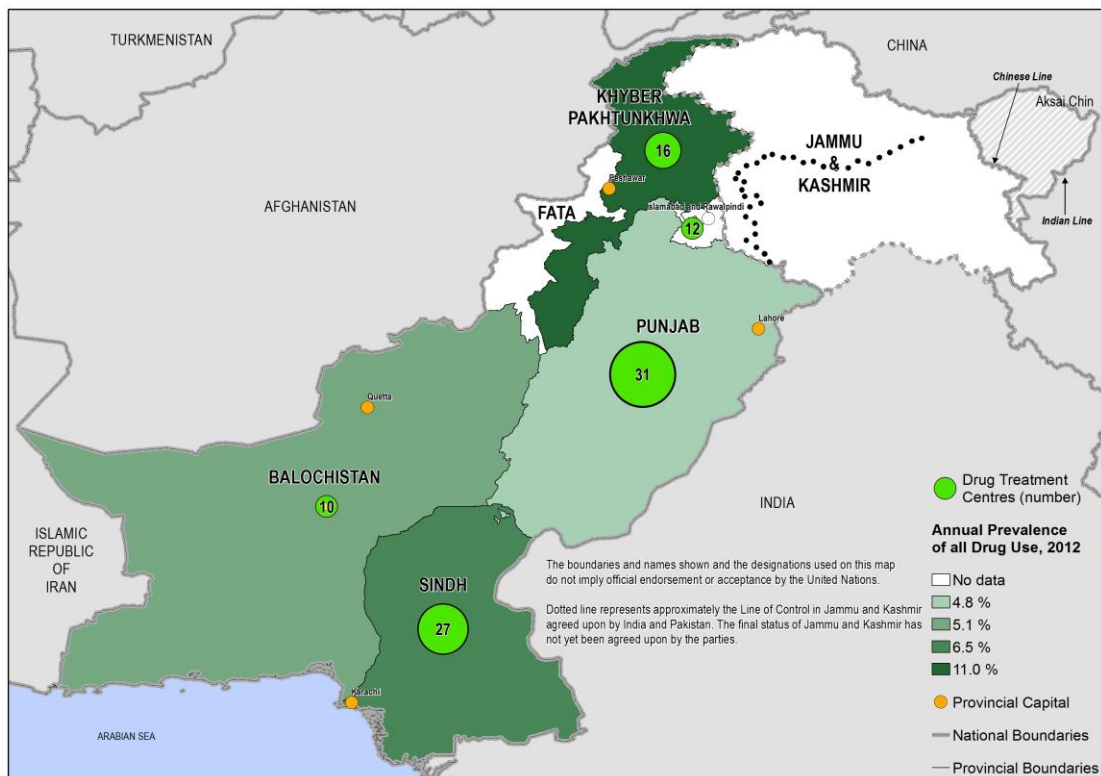 TURKMENISTAN
CHINA
Chinese Line
Aksai Chin
KHYBER
PAKHTUNKHWA
16
JAMMU
&
KASHMIR
Peshawar
AFGHANISTAN
FATA
Islamabad and Rawalpindi
12
Indian Line
PUNJAB
Lahore
31
Quetta
BALOCHISTAN
10
INDIA
ISLAMIC
REPUBLIC
OF
IRAN
SINDH
27
Karachi
ARABIAN SEA
The boundaries and names shown and the designations used on this map
do not imply official endorsement or acceptance by the United Nations.
Dotted line represents approximately the Line of Control in Jammu and Kashmir
agreed upon by India and Pakistan. The final status of Jammu and Kashmir has
not yet been agreed upon by the parties.
Drug Treatment
Centres (number)
Annual Prevalence
of all Drug Use, 2012
No data
4.8 %
5.1 %
6.5 %
11.0 %
Provincial Capital
National Boundaries
Provincial Boundaries